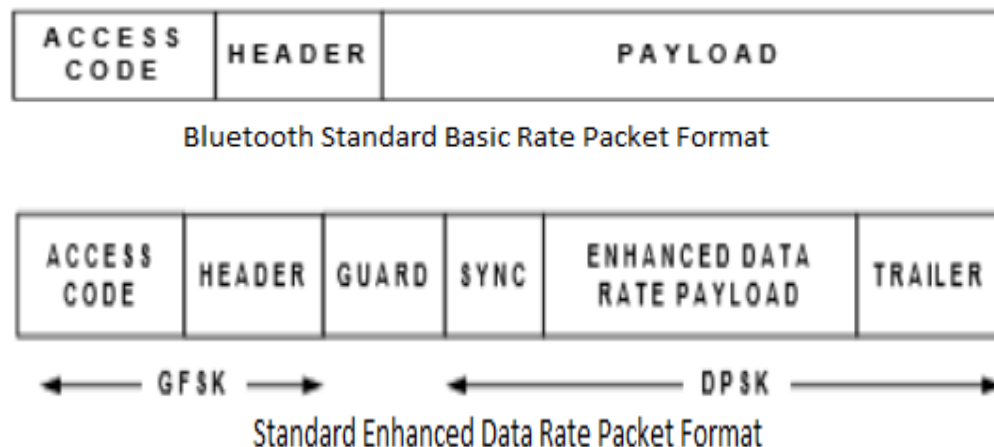 ACCESS CODE HEADER PAYLOAD
Bluetooth Standard Basic Rate Packet Format
ACCESS CODE HEADER GUARD SYNC ENHANCED DATA RATE PAYLOAD TRAILER
GFSK DPSK
Standard Enhanced Data Rate Packet Format